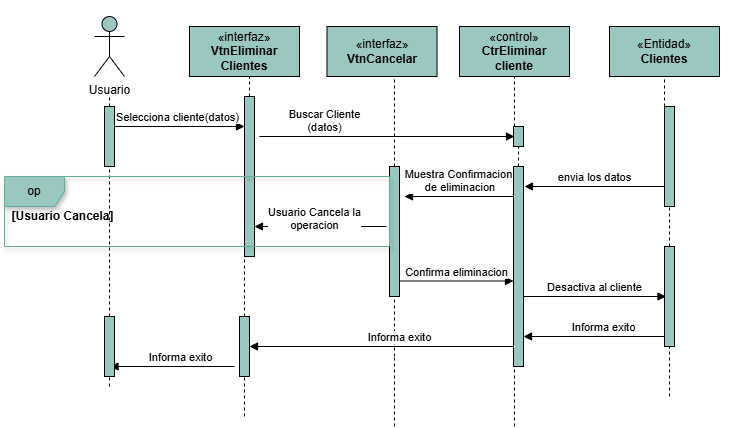 «interfaz»
VtnEliminar
Clientes
«interfaz»
VtnCancelar
«control»
CtrEliminar
cliente
«Entidad»
Clientes
Usuario
Selecciona cliente(datos)
Buscar Cliente
(datos)
Muestra Confirmacion
de eliminacion
envia los datos
op
[Usuario Cancela]
Usuario Cancela la
operacion
Confirma eliminacion
Desactiva al cliente
Informa exito
Informa exito
Informa exito